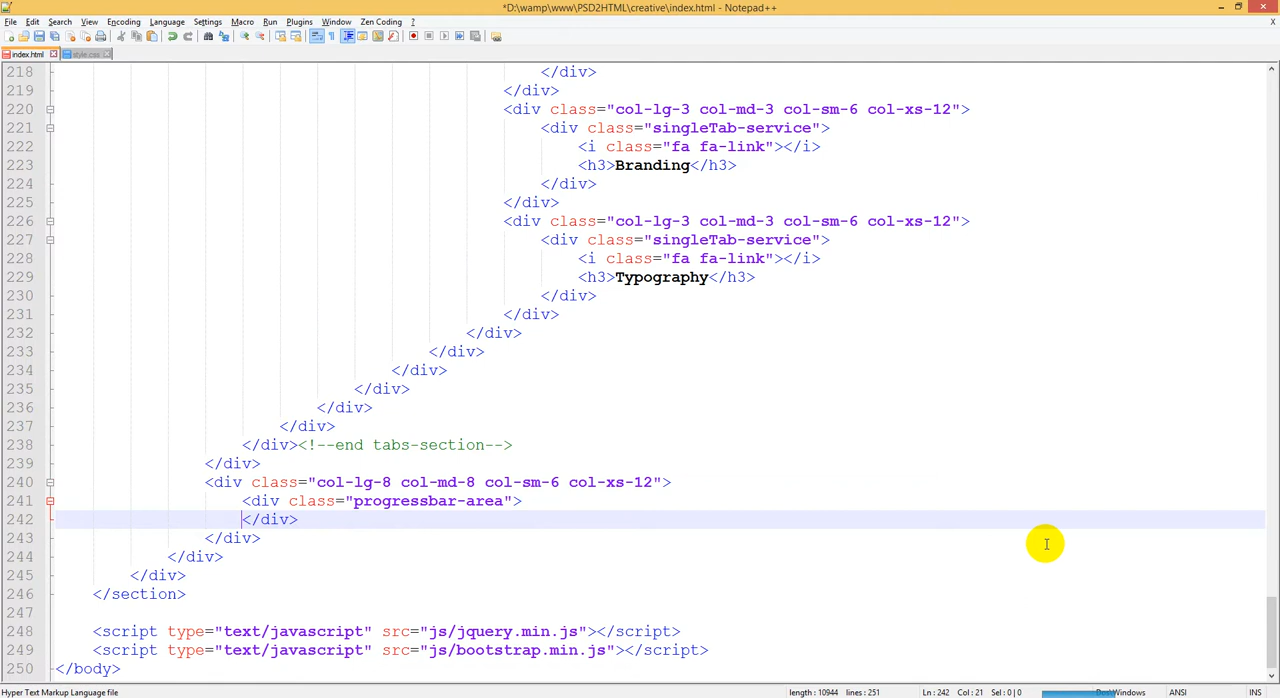 *D:\wamp\www\PSD2HTML\creative\index.html - Notepad++
File Edit Search View Encoding Language Settings Macro Run Plugins Window Zen Coding ?
X
index.html style.css
218 </div>
219 </div>
220 <div class="col-lg-3 col-md-3 col-sm-6 col-xs-12">
221 <div class="singleTab-service">
222 <i class="fa fa-link"></i>
223 <h3>Branding</h3>
224 </div>
225 </div>
226 <div class="col-lg-3 col-md-3 col-sm-6 col-xs-12">
227 <div class="singleTab-service">
228 <i class="fa fa-link"></i>
229 <h3>Typography</h3>
230 </div>
231 </div>
232 </div>
233 </div>
234 </div>
235 </div>
236 </div>
237 </div>
238 </div><!--end tabs-section-->
239 </div>
240 <div class="col-lg-8 col-md-8 col-sm-6 col-xs-12">
241 <div class="progressbar-area">
242 </div>
243 </div>
244 </div>
245 </div>
246 </section>
247
248 <script type="text/javascript" src="js/jquery.min.js"></script>
249 <script type="text/javascript" src="js/bootstrap.min.js"></script>
250 </body>
Hyper Text Markup Language file length : 10944 lines : 251 Ln : 242 Col : 21 Sel : 0 | 0 Dos\Windows ANSI INS